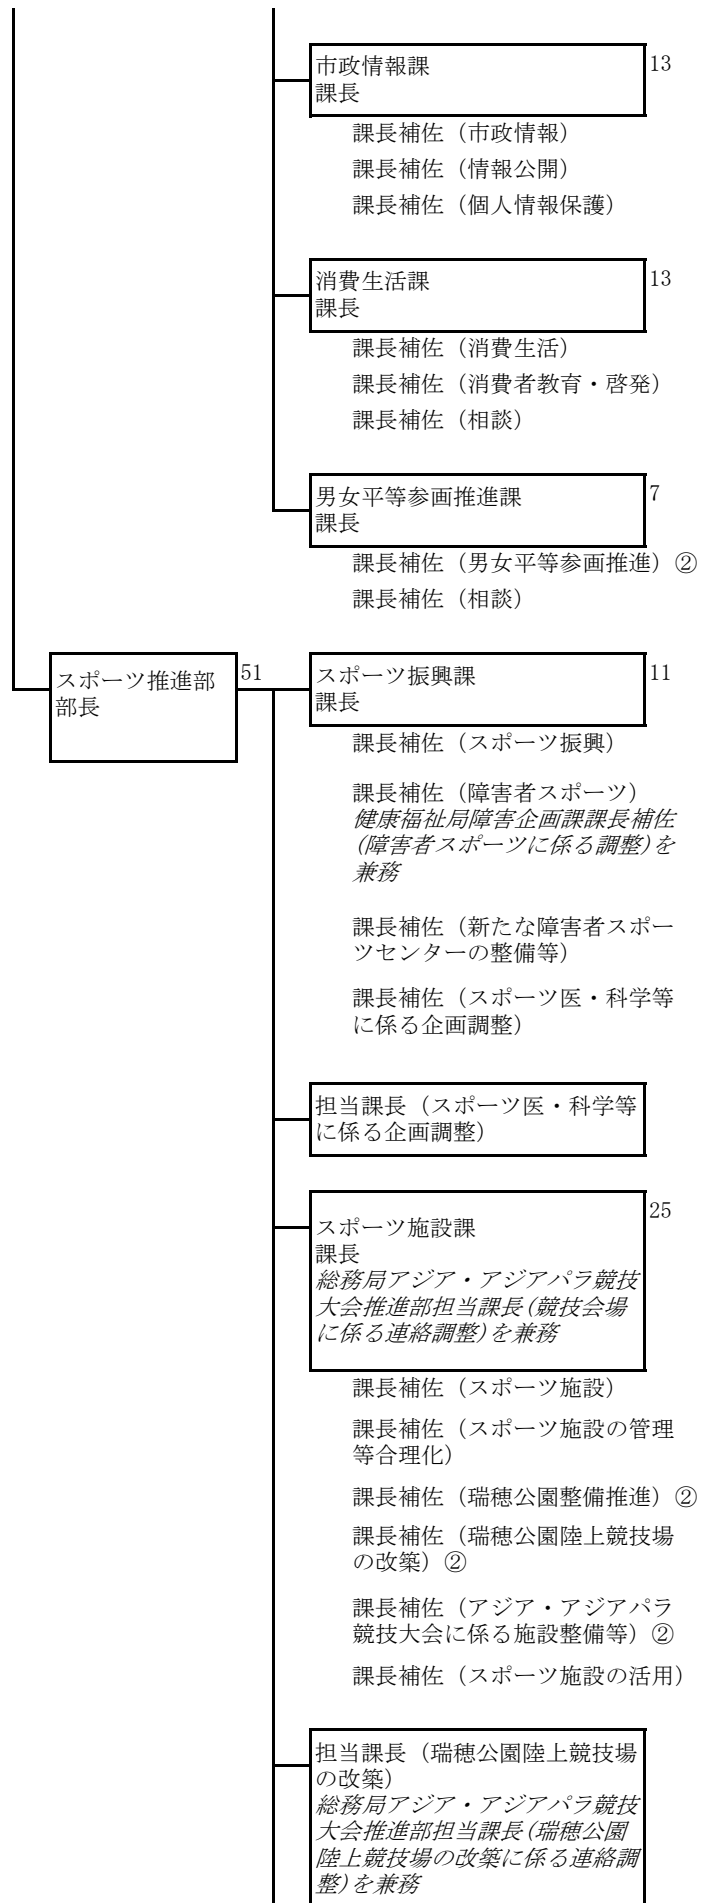 市政情報課
課長
13
課長補佐（市政情報）
課長補佐（情報公開）
課長補佐（個人情報保護）
消費生活課
課長
13
課長補佐（消費生活）
課長補佐（消費者教育・啓発）
課長補佐（相談）
男女平等参画推進課
課長
7
課長補佐（男女平等参画推進）②
課長補佐（相談）
スポーツ推進部
部長
51
スポーツ振興課
課長
11
課長補佐（スポーツ振興）
課長補佐（障害者スポーツ）
健康福祉局障害企画課課長補佐
(障害者スポーツに係る調整)を
兼務
課長補佐（新たな障害者スポー
ツセンターの整備等）
課長補佐（スポーツ医・科学等
に係る企画調整）
担当課長（スポーツ医・科学等
に係る企画調整）
スポーツ施設課
課長
総務局アジア・アジアパラ競技
大会推進部担当課長(競技会場
に係る連絡調整)を兼務
25
課長補佐（スポーツ施設）
課長補佐（スポーツ施設の管理
等合理化）
課長補佐（瑞穂公園整備推進）②
課長補佐（瑞穂公園陸上競技場
の改築）②
課長補佐（アジア・アジアパラ
競技大会に係る施設整備等）②
課長補佐（スポーツ施設の活用）
担当課長（瑞穂公園陸上競技場
の改築）
総務局アジア・アジアパラ競技
大会推進部担当課長(瑞穂公園
陸上競技場の改築に係る連絡調
整)を兼務